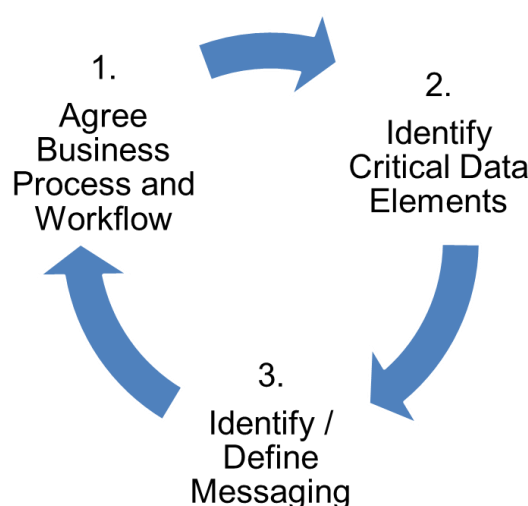 1.
Agree
Business
Process and
Workflow
2.
Identify
Critical Data
Elements
3.
Identify /
Define
Messaging